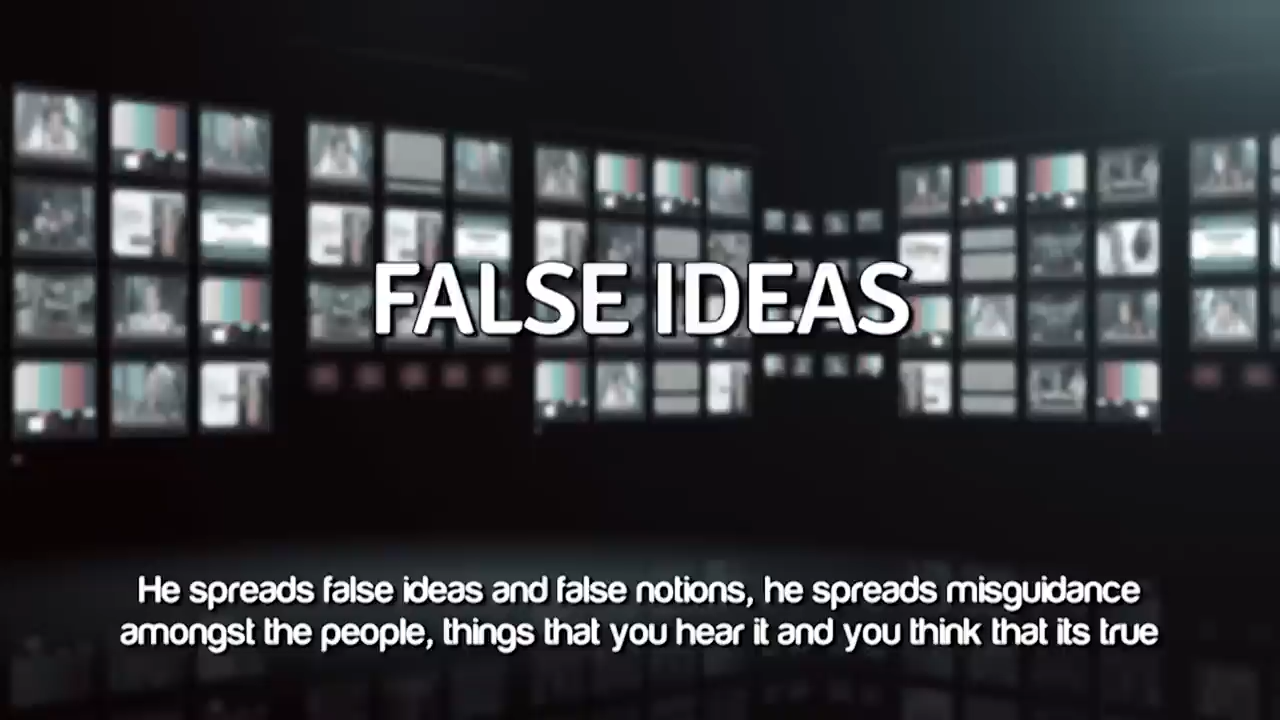 FALSE IDEAS
He spreads false ideas and false notions, he spreads misguidance
amongst the people, things that you hear it and you think that its true